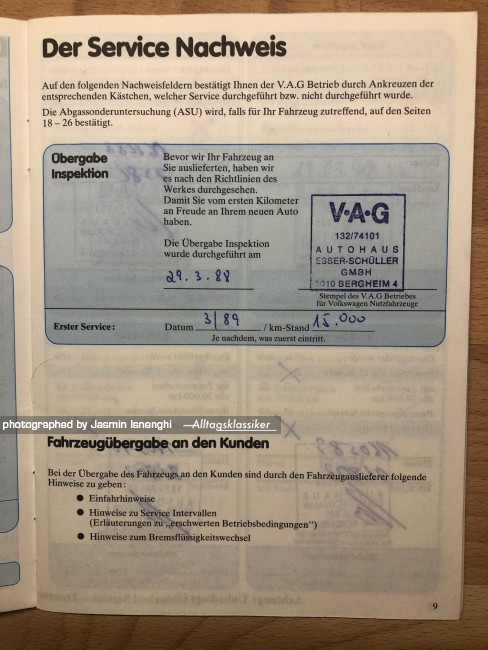 Der Service Nachweis
Auf den folgenden Nachweisfeldern bestätigt Ihnen der V.A.G Betrieb durch Ankreuzen der
entsprechenden Kästchen, welcher Service durchgeführt bzw. nicht durchgeführt wurde.
Die Abgassonderuntersuchung (ASU) wird, falls für Ihr Fahrzeug zutreffend, auf den Seiten
18 – 26 bestätigt.
Übergabe
Inspektion
Bevor wir Ihr Fahrzeug an
Sie auslieferten, haben wir
es nach den Richtlinien des
Werkes durchgesehen.
Damit Sie vom ersten Kilometer
an Freude an Ihrem neuen Auto
haben.
Die Übergabe Inspektion
wurde durchgeführt am
29.3.88
V·A·G
132/74101
AUTOHAUS
ESSER-SCHÜLLER
GMBH
5010 BERGHEIM 4
Stempel des V.A.G Betriebes
für Volkswagen Nutzfahrzeuge
Erster Service: Datum 3/89 / km-Stand 15.000
Je nachdem, was zuerst eintritt.
photographed by Jasmin Isnenghi —Alltagsklassiker
Fahrzeugübergabe an den Kunden
Bei der Übergabe des Fahrzeugs an den Kunden sind durch den Fahrzeugauslieferer folgende
Hinweise zu geben:
● Einfahrhinweise
● Hinweise zu Service Intervallen
(Erläuterungen zu „erschwerten Betriebsbedingungen")
● Hinweise zum Bremsflüssigkeitswechsel
9